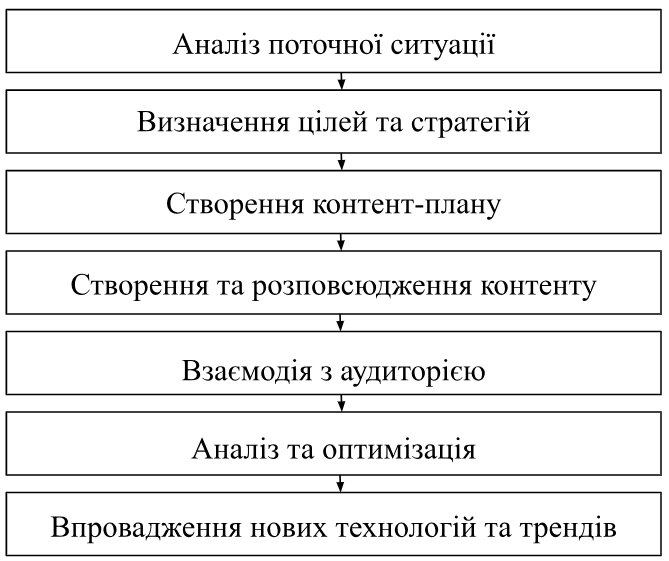 Аналіз поточної ситуації
Визначення цілей та стратегій
Створення контент-плану
Створення та розповсюдження контенту
Взаємодія з аудиторією
Аналіз та оптимізація
Впровадження нових технологій та трендів